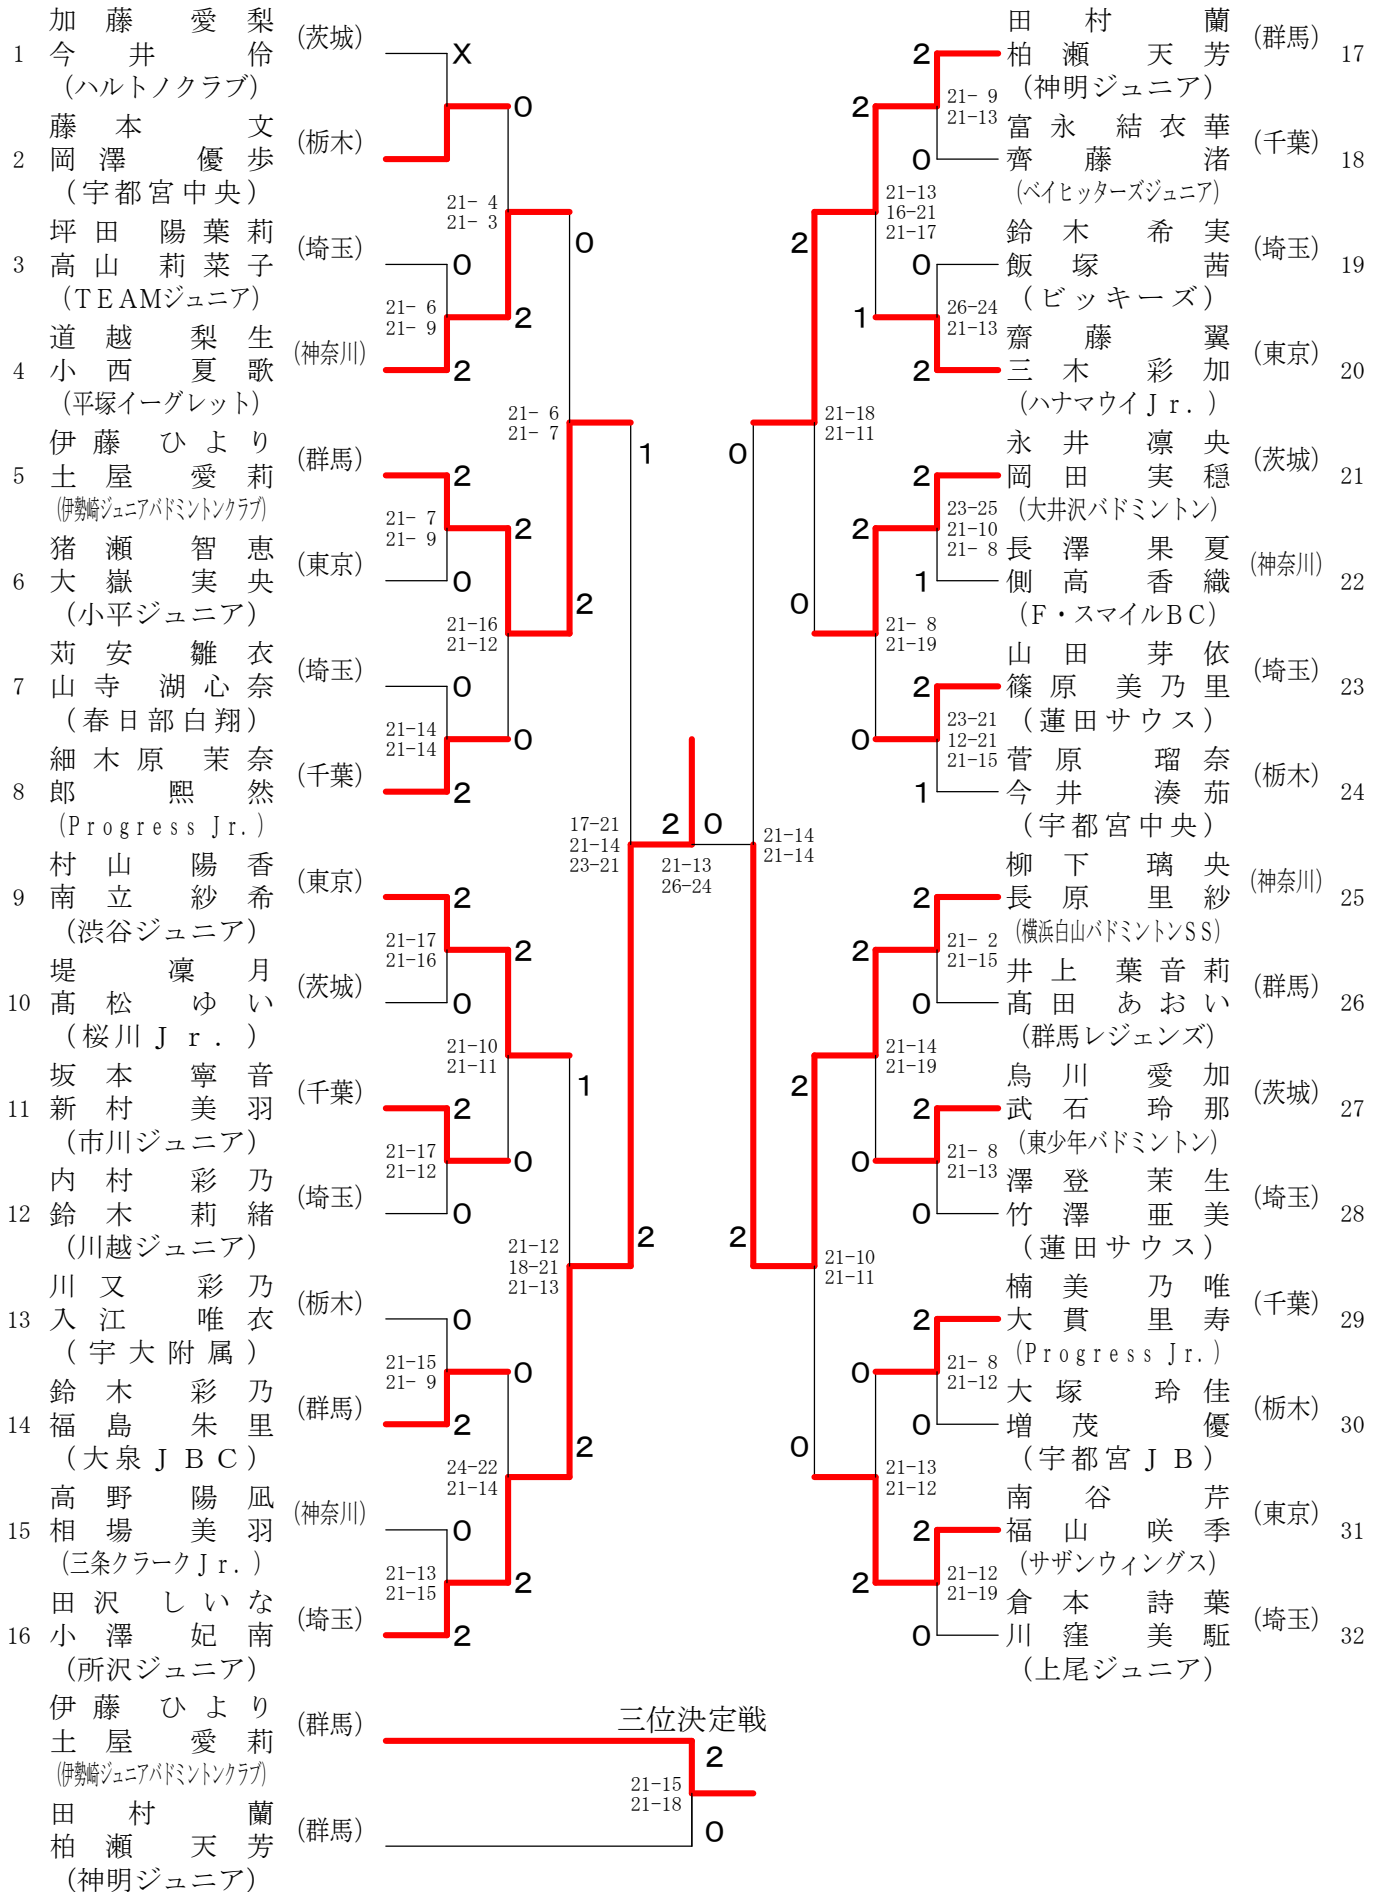 加藤 愛梨
(茨城)
1 今井 伶
(ハルトノクラブ)
X
0
藤本 文
(栃木)
2 岡澤 優歩
(宇都宮中央)
21- 4
21- 3
0
坪田 陽葉莉
(埼玉)
3 高山 莉菜子
(TEAMジュニア)
0
21- 6
21- 9
2
道越 梨生
(神奈川)
4 小西 夏歌
(平塚イーグレット)
2
21- 6
21- 7
1
伊藤 ひより
(群馬)
5 土屋 愛莉
(伊勢崎ジュニアバドミントンクラブ)
2
21- 7
21- 9
2
猪瀬 智恵
(東京)
6 大嶽 実央
(小平ジュニア)
0
21-16
21-12
2
苅安 雛衣
(埼玉)
7 山寺 湖心奈
(春日部白翔)
0
21-14
21-14
0
細木原 茉奈
(千葉)
8 郎 熙然
(Progress Jr.)
2
17-21
21-14
23-21
2
0
21-13
26-24
村山 陽香
(東京)
9 南立 紗希
(渋谷ジュニア)
2
21-17
21-16
2
堤 凜月
(茨城)
10 髙松 ゆい
(桜川Jr.)
0
21-10
21-11
1
坂本 寧音
(千葉)
11 新村 美羽
(市川ジュニア)
2
21-17
21-12
0
内村 彩乃
(埼玉)
12 鈴木 莉緒
(川越ジュニア)
0
21-12
18-21
21-13
2
川又 彩乃
(栃木)
13 入江 唯衣
(宇大附属)
0
21-15
21- 9
0
鈴木 彩乃
(群馬)
14 福島 朱里
(大泉JBC)
2
24-22
21-14
2
高野 陽凪
(神奈川)
15 相場 美羽
(三条クラークJr.)
0
21-13
21-15
2
田沢 しいな
(埼玉)
16 小澤 妃南
(所沢ジュニア)
2
田村 蘭
(群馬)
柏瀬 天芳 17
(神明ジュニア)
2
21- 9
21-13
2
富永 結衣華
(千葉)
齊藤 渚 18
(ベイヒッターズジュニア)
0
21-13
16-21
21-17
2
鈴木 希実
(埼玉)
飯塚 茜 19
(ビッキーズ)
0
26-24
21-13
1
齋藤 翼
(東京)
三木 彩加 20
(ハナマウイJr.)
2
21-18
21-11
0
永井 凛央
(茨城)
岡田 実穏 21
(大井沢バドミントン)
2
23-25
21-10
21- 8
2
長澤 果夏
(神奈川)
側高 香織 22
(F・スマイルBC)
1
21- 8
21-19
0
山田 芽依
(埼玉)
篠原 美乃里 23
(蓮田サウス)
2
23-21
12-21
21-15
0
菅原 瑠奈
(栃木)
今井 湊茄 24
(宇都宮中央)
1
21-14
21-14
柳下 璃央
(神奈川)
長原 里紗 25
(横浜白山バドミントンSS)
2
21- 2
21-15
2
井上 葉音莉
(群馬)
髙田 あおい 26
(群馬レジェンズ)
0
21-14
21-19
2
烏川 愛加
(茨城)
武石 玲那 27
(東少年バドミントン)
2
21- 8
21-13
0
澤登 茉生
(埼玉)
竹澤 亜美 28
(蓮田サウス)
0
21-10
21-11
2
楠美 乃唯
(千葉)
大貫 里寿 29
(Progress Jr.)
2
21- 8
21-12
0
大塚 玲佳
(栃木)
増茂 優 30
(宇都宮JB)
0
21-13
21-12
0
南谷 芹
(東京)
福山 咲季 31
(サザンウィングス)
2
21-12
21-19
2
倉本 詩葉
(埼玉)
川窪 美駈 32
(上尾ジュニア)
0
三位決定戦
伊藤 ひより
(群馬)
土屋 愛莉
(伊勢崎ジュニアバドミントンクラブ)
2
21-15
21-18
田村 蘭
(群馬)
柏瀬 天芳
(神明ジュニア)
0